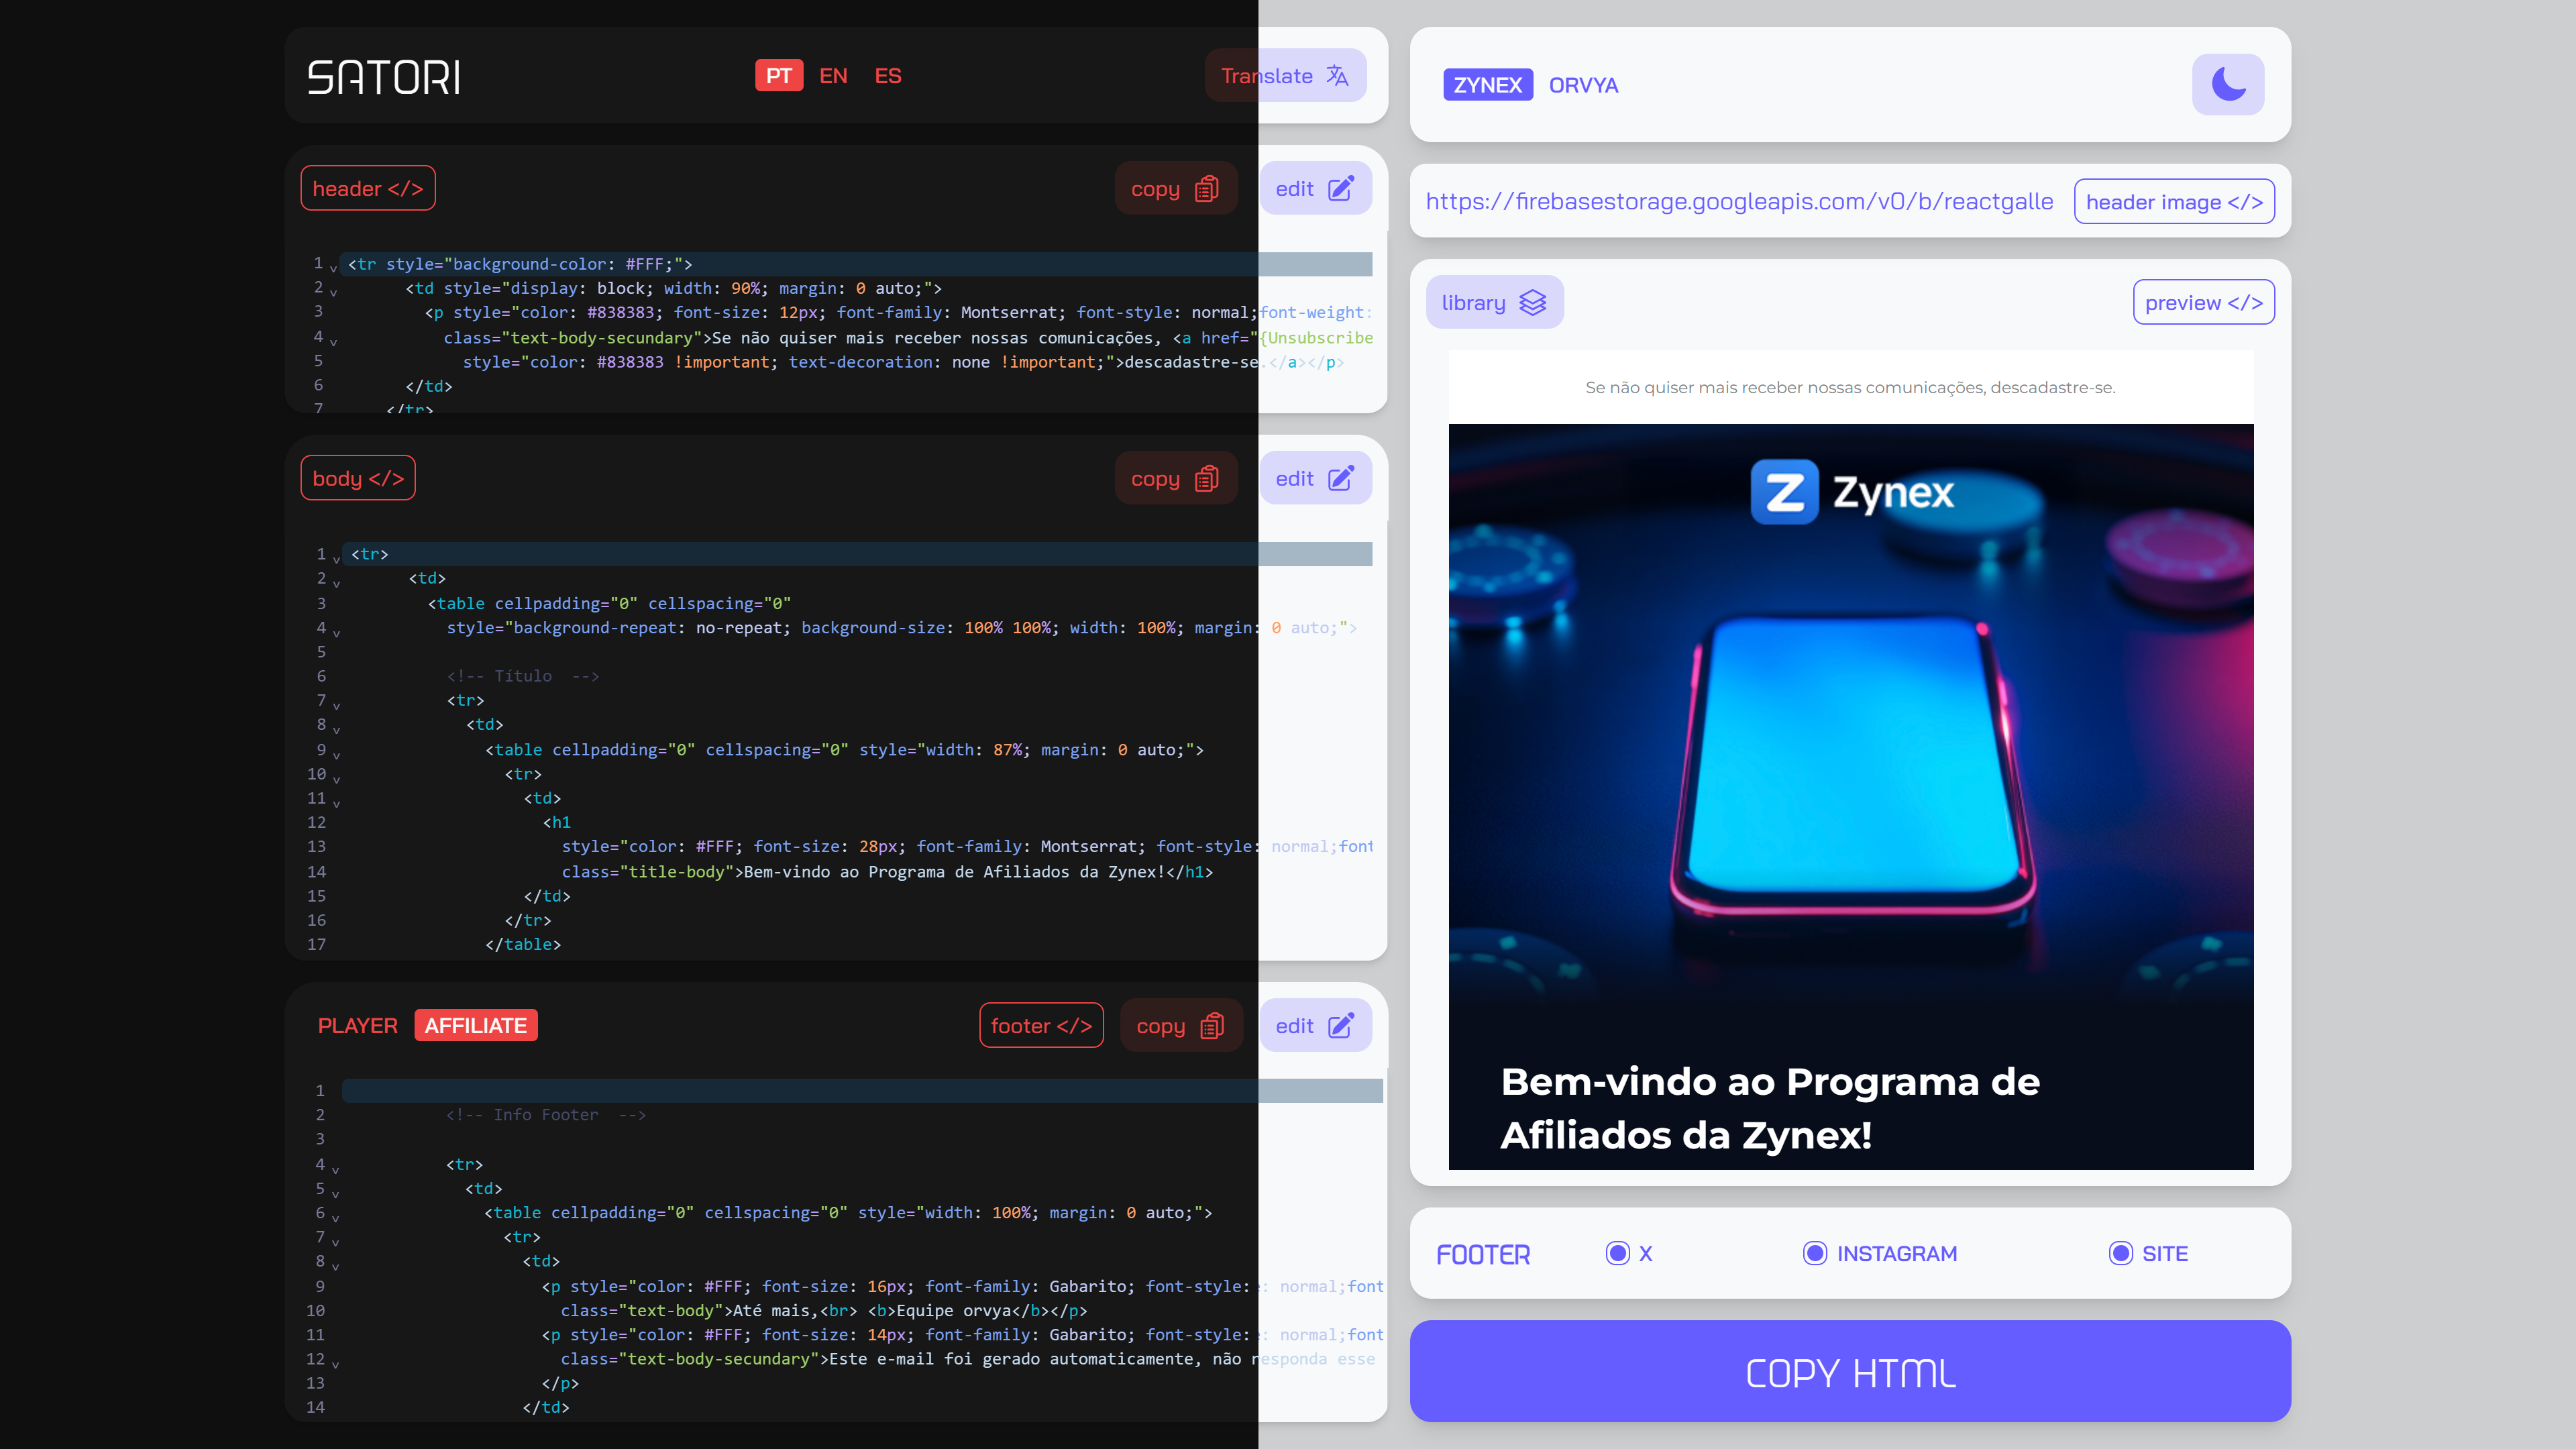 SATORI
PT EN ES
Translate
header </>
copy
edit
1 <tr style="background-color: #FFF;">
2 <td style="display: block; width: 90%; margin: 0 auto;">
3 <p style="color: #838383; font-size: 12px; font-family: Montserrat; font-style: normal;font-weight:
4 class="text-body-secundary">Se não quiser mais receber nossas comunicações, <a href="{Unsubscribe
5 style="color: #838383 !important; text-decoration: none !important;">descadastre-se.</a></p>
6 </td>
7 </tr>
body </>
copy
edit
1 <tr>
2 <td>
3 <table cellpadding="0" cellspacing="0"
4 style="background-repeat: no-repeat; background-size: 100% 100%; width: 100%; margin: 0 auto;">
5
6 <!-- Título -->
7 <tr>
8 <td>
9 <table cellpadding="0" cellspacing="0" style="width: 87%; margin: 0 auto;">
10 <tr>
11 <td>
12 <h1
13 style="color: #FFF; font-size: 28px; font-family: Montserrat; font-style: normal;font
14 class="title-body">Bem-vindo ao Programa de Afiliados da Zynex!</h1>
15 </td>
16 </tr>
17 </table>
PLAYER AFFILIATE
footer </>
copy
edit
1
2 <!-- Info Footer -->
3
4 <tr>
5 <td>
6 <table cellpadding="0" cellspacing="0" style="width: 100%; margin: 0 auto;">
7 <tr>
8 <td>
9 <p style="color: #FFF; font-size: 16px; font-family: Gabarito; font-style: normal;font
10 class="text-body">Até mais,<br> <b>Equipe orvya</b></p>
11 <p style="color: #FFF; font-size: 14px; font-family: Gabarito; font-style: normal;font
12 class="text-body-secundary">Este e-mail foi gerado automaticamente, não responda esse
13 </p>
14 </td>
ZYNEX ORVYA
https://firebasestorage.googleapis.com/v0/b/reactgalle
header image </>
library
preview </>
Se não quiser mais receber nossas comunicações, descadastre-se.
Z Zynex
Bem-vindo ao Programa de
Afiliados da Zynex!
FOOTER
X
INSTAGRAM
SITE
COPY HTML